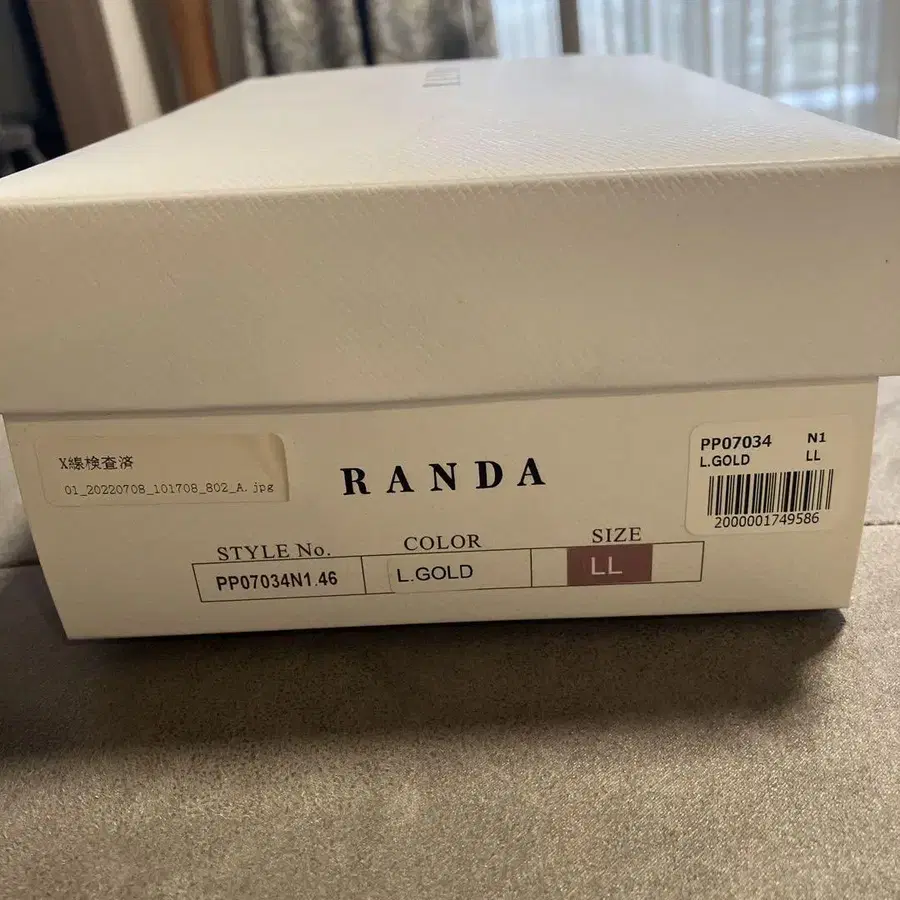 X線検査済
01_20220708_101708_802_A.jpg
RANDA
PP07034 N1
L.GOLD LL
2000001749586
STYLE No. COLOR SIZE
PP07034N1.46 L.GOLD LL